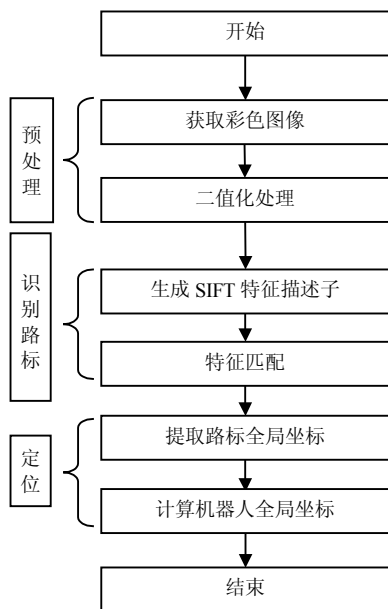 开始
预处理
获取彩色图像
二值化处理
识别路标
生成 SIFT 特征描述子
特征匹配
定位
提取路标全局坐标
计算机器人全局坐标
结束